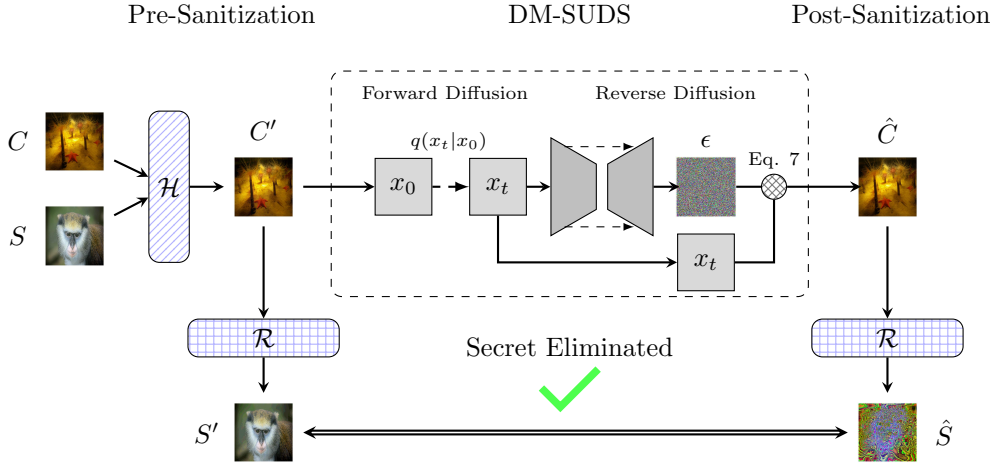 Pre-Sanitization
DM-SUDS
Post-Sanitization
Forward Diffusion
Reverse Diffusion
C
C′
q(x_t|x_0)
ϵ
Eq. 7
Ĉ
H
x_0
x_t
S
x_t
R
Secret Eliminated
R
S′
Ŝ